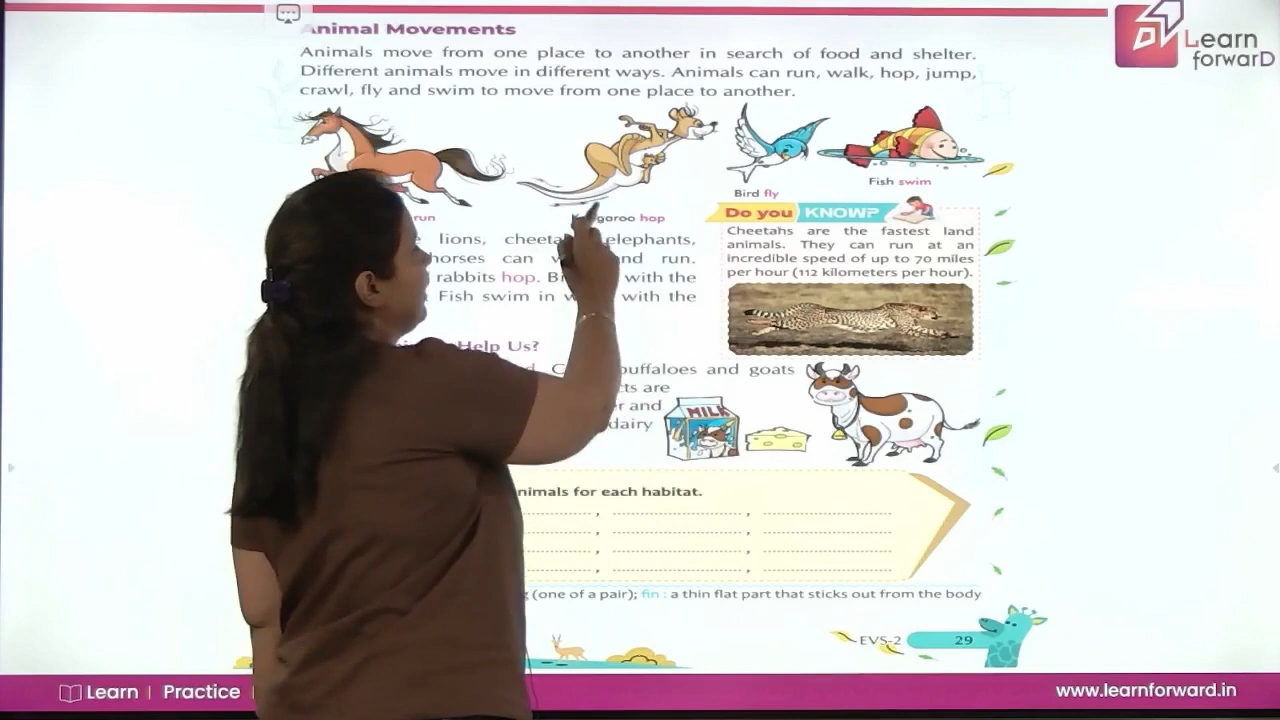 Animal Movements
Animals move from one place to another in search of food and shelter.
Different animals move in different ways. Animals can run, walk, hop, jump,
crawl, fly and swim to move from one place to another.
Learn
forwarD
run
garoo hop
Bird fly
Fish swim
lions, cheeta elephants,
horses can w nd run.
rabbits hop. Bi with the
Fish swim in w with the
Do you KNOW?
Cheetahs are the fastest land
animals. They can run at an
incredible speed of up to 70 miles
per hour (112 kilometers per hour).
Help Us?
buffaloes and goats
cts are
r and
dairy
MILK
nimals for each habitat.
(one of a pair); fin : a thin flat part that sticks out from the body
EVS-2 29
Learn | Practice |
www.learnforward.in